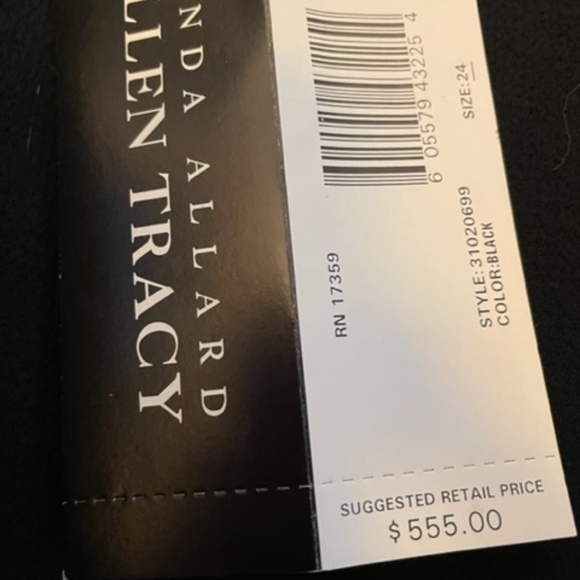 NDA ALLARD
LLEN TRACY
6 05579 43225 4
SIZE:24
STYLE: 31020699
COLOR:BLACK
RN 17359
SUGGESTED RETAIL PRICE
$555.00